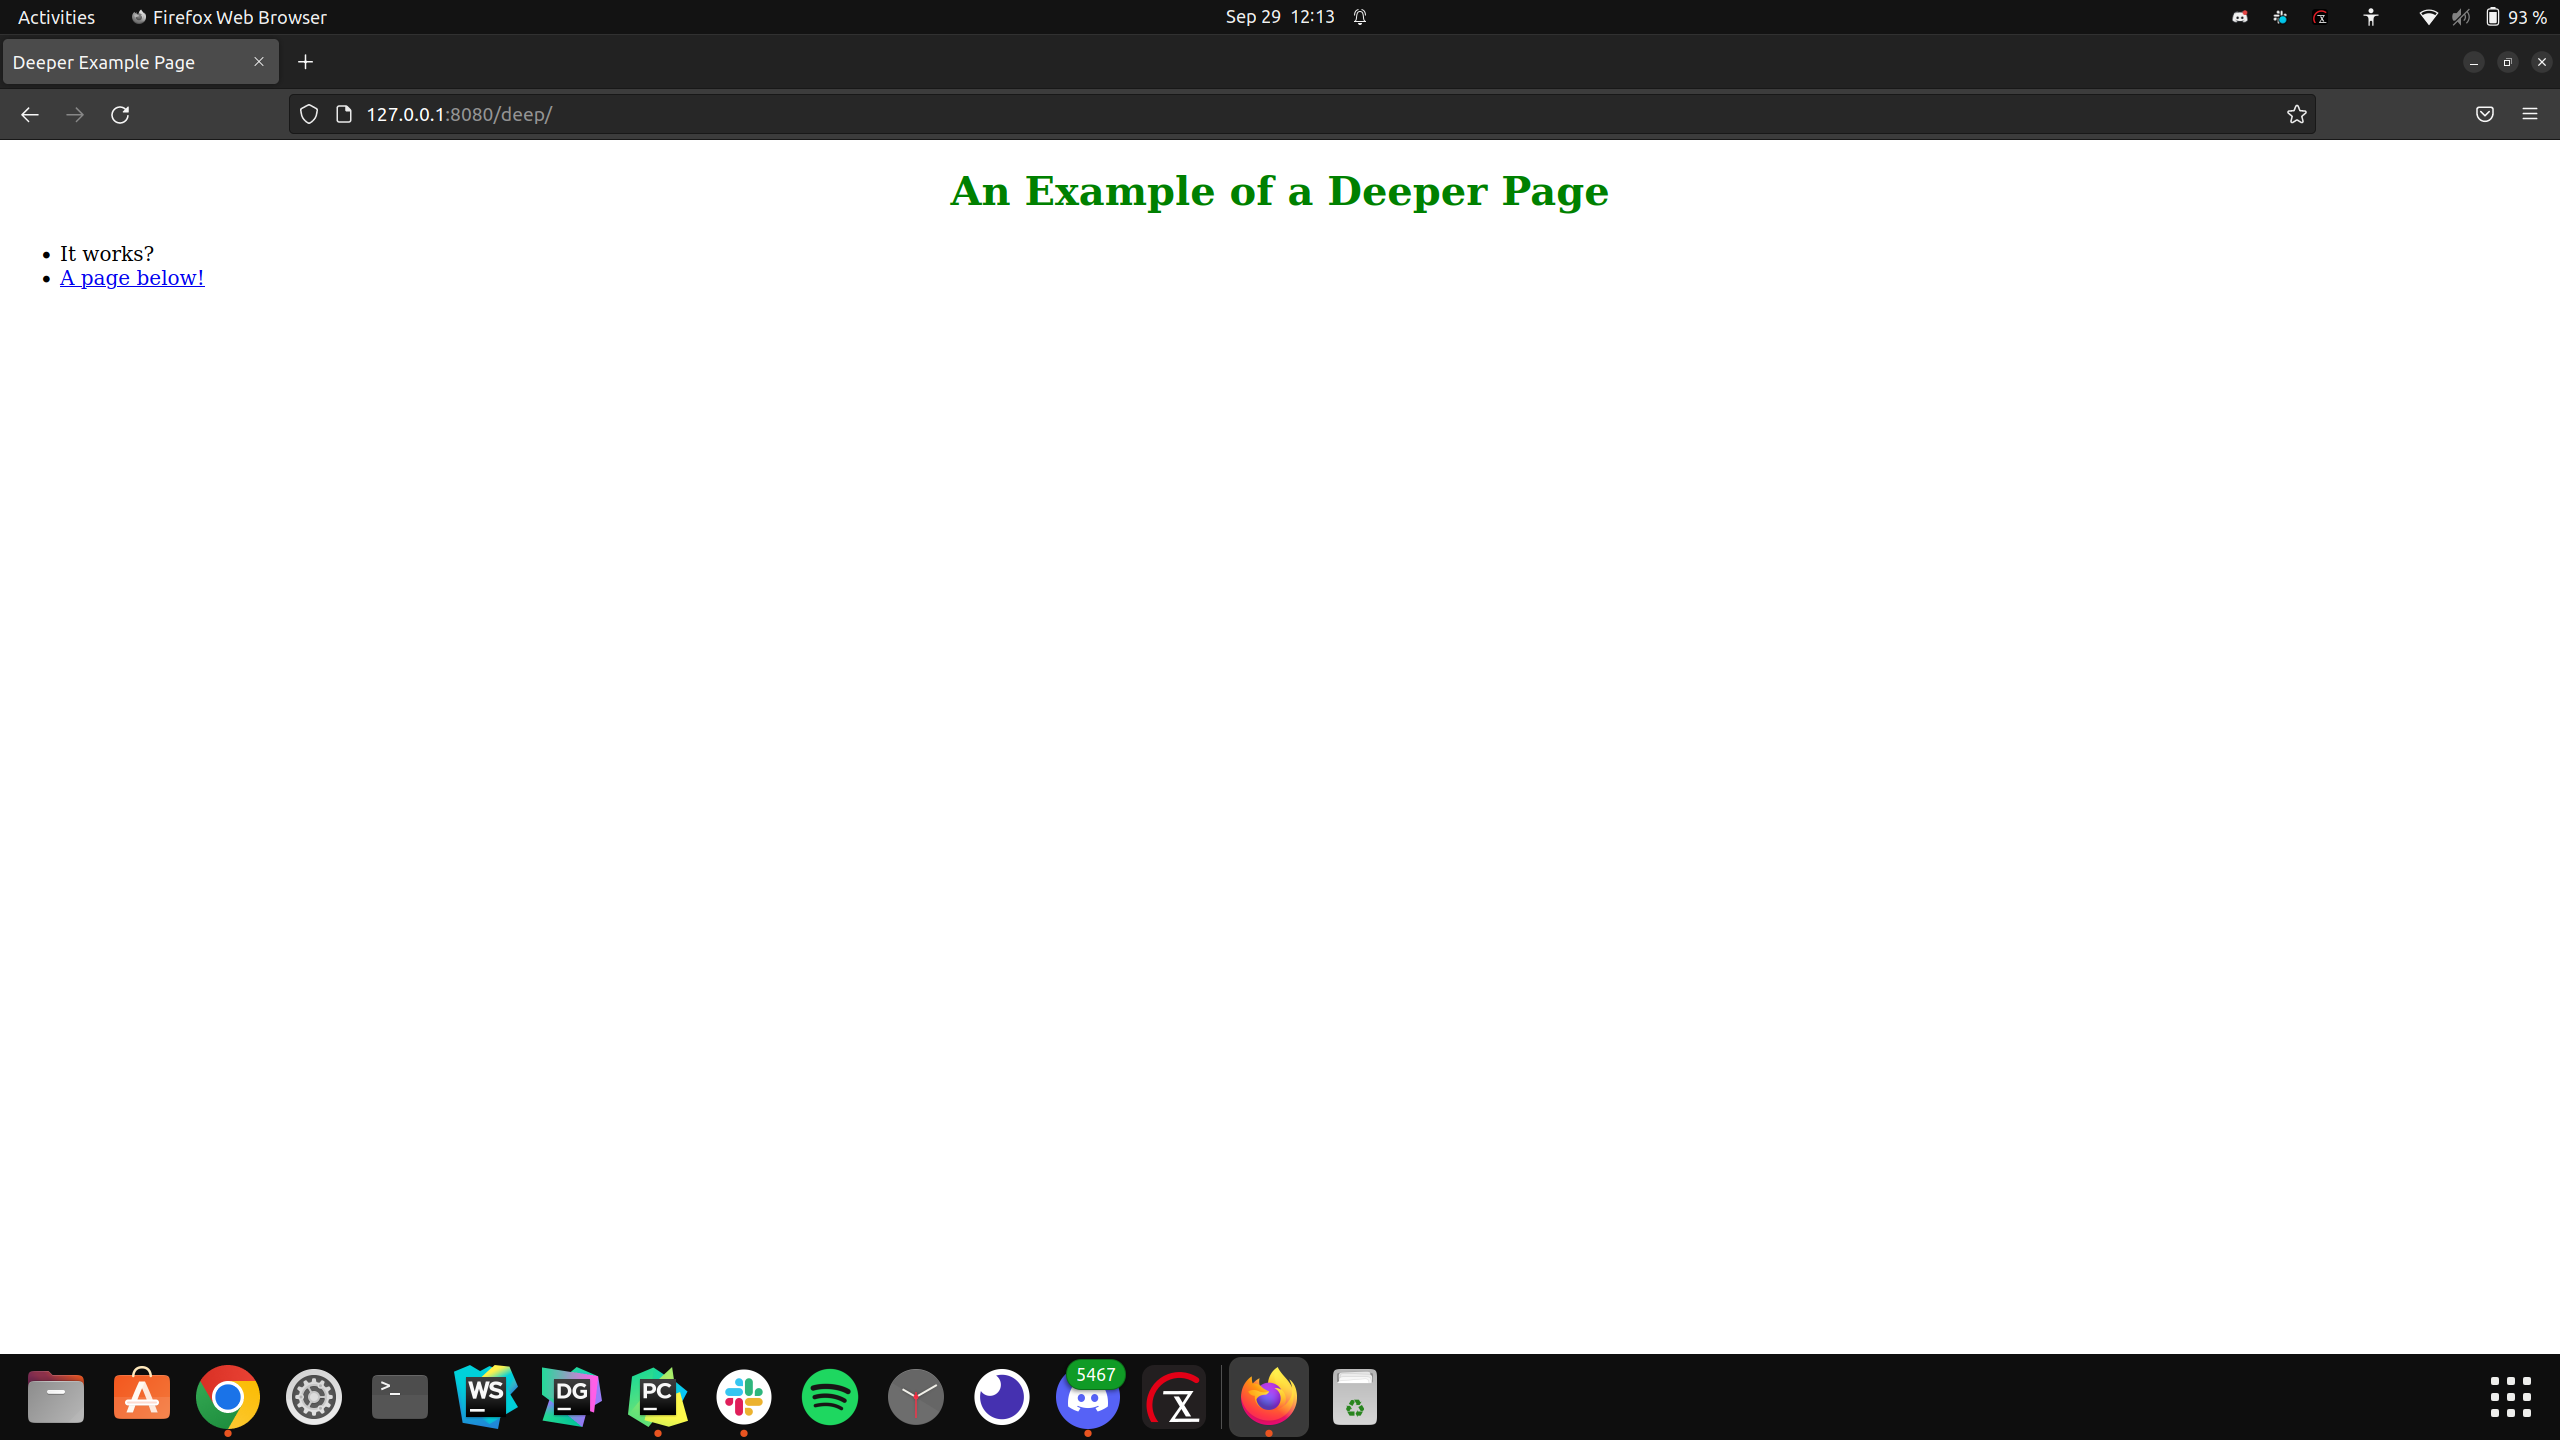 Activities Firefox Web Browser Sep 29 12:13 93 %
Deeper Example Page
127.0.0.1:8080/deep/
An Example of a Deeper Page
It works?
A page below!
WS DG PC 5467